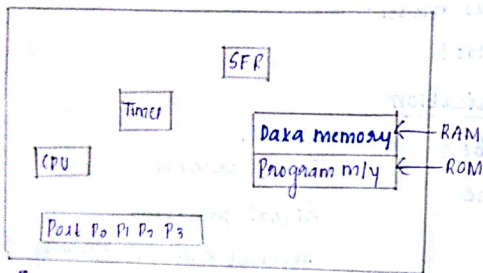 SFR
Timer
Data memory ← RAM
CPU
Program m/y ← ROM
Port P0 P1 P2 P3